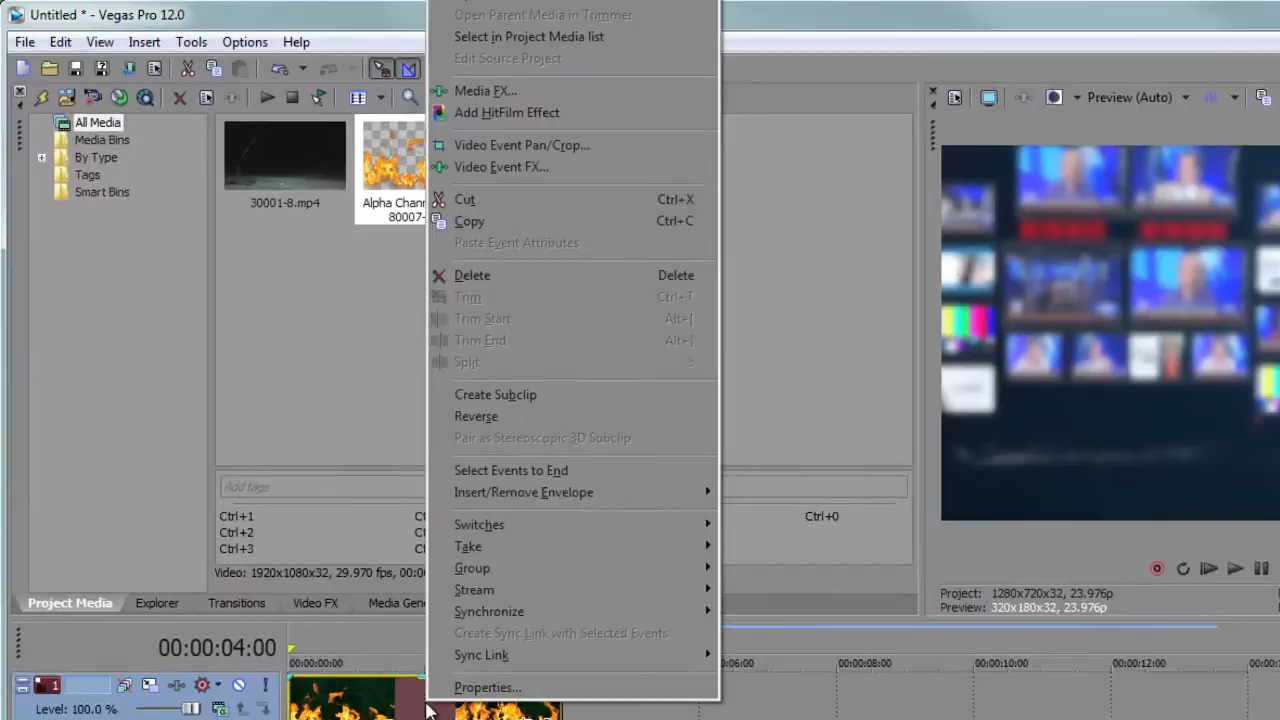 Untitled * - Vegas Pro 12.0
File Edit View Insert Tools Options Help
Open Parent Media in Trimmer
Select in Project Media list
Edit Source Project
Media FX...
Add HitFilm Effect
Video Event Pan/Crop...
Video Event FX...
Cut Ctrl+X
Copy Ctrl+C
Paste Event Attributes
Delete Delete
Trim Ctrl+T
Trim Start Alt+[
Trim End Alt+]
Split S
Create Subclip
Reverse
Pair as Stereoscopic 3D Subclip
Select Events to End
Insert/Remove Envelope
Switches
Take
Group
Stream
Synchronize
Create Sync Link with Selected Events
Sync Link
Properties...
All Media
Media Bins
By Type
Tags
Smart Bins
30001-8.mp4
Alpha Chann
80007-
Add tags
Ctrl+1
Ctrl+2
Ctrl+3
Ctrl+0
Video: 1920x1080x32, 29.970 fps, 00:0
Project Media Explorer Transitions Video FX Media Gen
Preview (Auto)
Project: 1280x720x32, 23.976p
Preview: 320x180x32, 23.976p
00:00:04:00
00:00:00:00 00:00:08:00 00:00:10:00 00:00:12:00
1
Level: 100.0 %